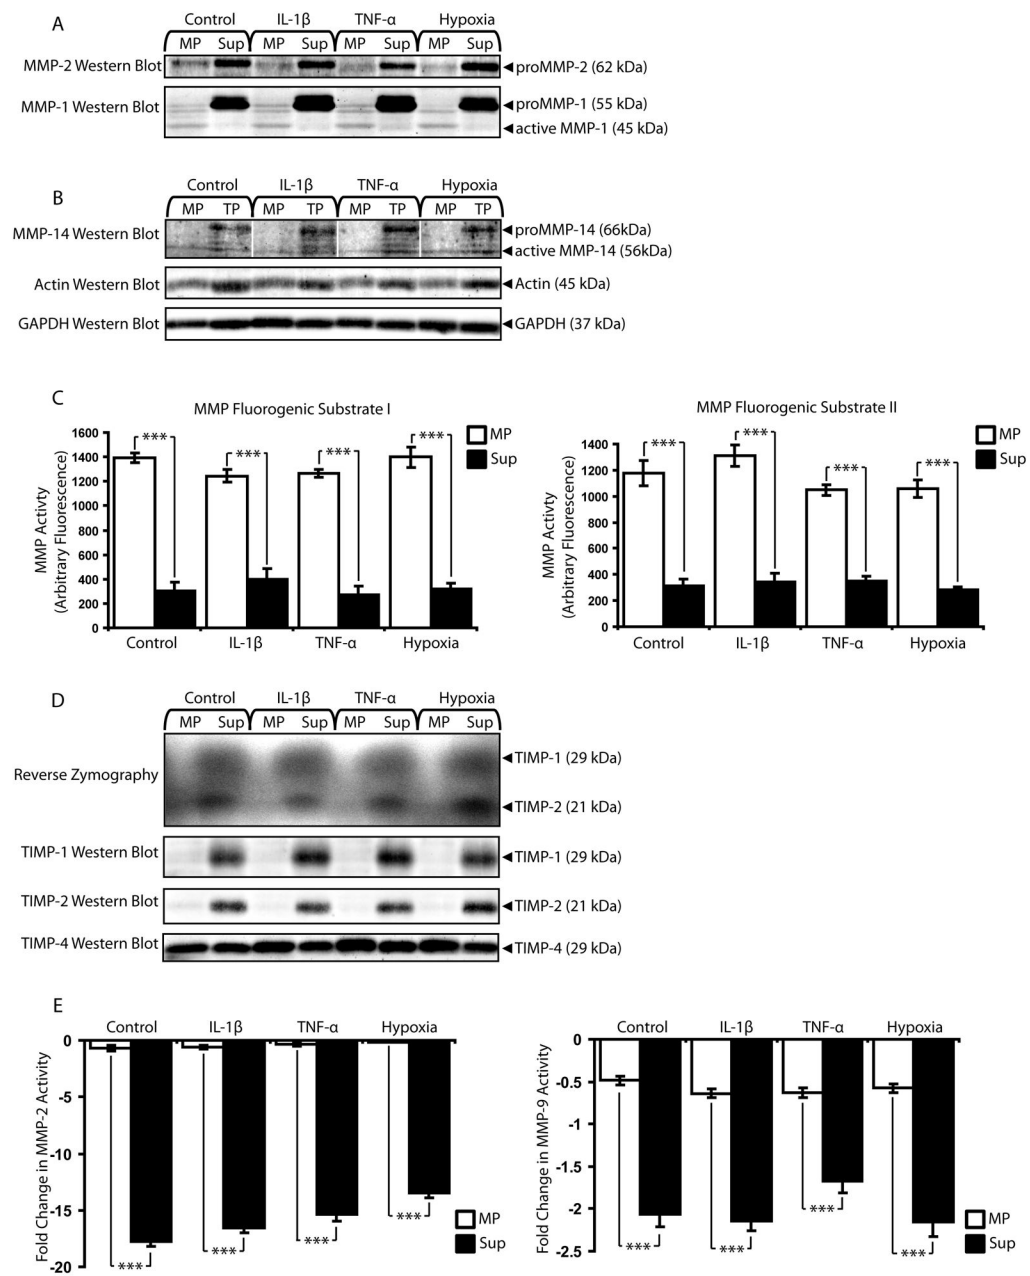 A
Control IL-1β TNF-α Hypoxia
MP Sup MP Sup MP Sup MP Sup
MMP-2 Western Blot proMMP-2 (62 kDa)
MMP-1 Western Blot proMMP-1 (55 kDa)
active MMP-1 (45 kDa)
B
Control IL-1β TNF-α Hypoxia
MP TP MP TP MP TP MP TP
MMP-14 Western Blot proMMP-14 (66kDa)
active MMP-14 (56kDa)
Actin Western Blot Actin (45 kDa)
GAPDH Western Blot GAPDH (37 kDa)
C
MMP Fluorogenic Substrate I
MMP Activty
(Arbitrary Fluorescence)
1600
1400
1200
1000
800
600
400
200
0
*** *** *** ***
MP
Sup
Control IL-1β TNF-α Hypoxia
MMP Fluorogenic Substrate II
MMP Activty
(Arbitrary Fluorescence)
1400
1200
1000
800
600
400
200
0
*** *** *** ***
MP
Sup
Control IL-1β TNF-α Hypoxia
D
Control IL-1β TNF-α Hypoxia
MP Sup MP Sup MP Sup MP Sup
Reverse Zymography
TIMP-1 (29 kDa)
TIMP-2 (21 kDa)
TIMP-1 Western Blot TIMP-1 (29 kDa)
TIMP-2 Western Blot TIMP-2 (21 kDa)
TIMP-4 Western Blot TIMP-4 (29 kDa)
E
Control IL-1β TNF-α Hypoxia
Fold Change in MMP-2 Activity
0
-5
-10
-15
-20
*** *** *** ***
MP
Sup
Control IL-1β TNF-α Hypoxia
Fold Change in MMP-9 Activity
0
-0.5
-1
-1.5
-2
-2.5
*** *** *** ***
MP
Sup